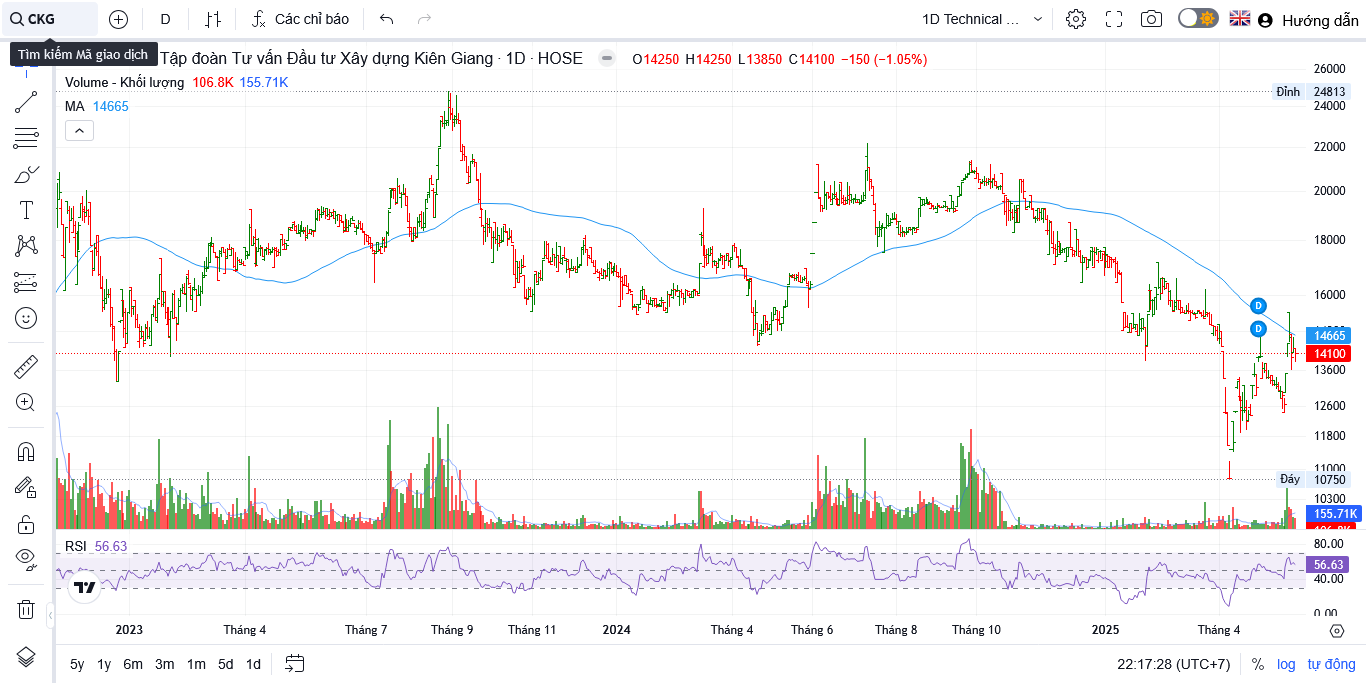 CKG
D
Các chỉ báo
1D Technical ...
Hướng dẫn
Tìm kiếm Mã giao dịch
Tập đoàn Tư vấn Đầu tư Xây dựng Kiên Giang · 1D · HOSE
O14250 H14250 L13850 C14100 −150 (−1.05%)
Volume - Khối lượng 106.8K 155.71K
MA 14665
26000
Đỉnh 24813
24000
22000
20000
18000
16000
D
D
14665
14100
13600
12600
11800
11000
Đáy 10750
10300
155.71K
106.8K
RSI 56.63
80.00
56.63
40.00
0.00
2023 Tháng 4 Tháng 7 Tháng 9 Tháng 11 2024 Tháng 4 Tháng 6 Tháng 8 Tháng 10 2025 Tháng 4
5y 1y 6m 3m 1m 5d 1d
22:17:28 (UTC+7) % log tự động